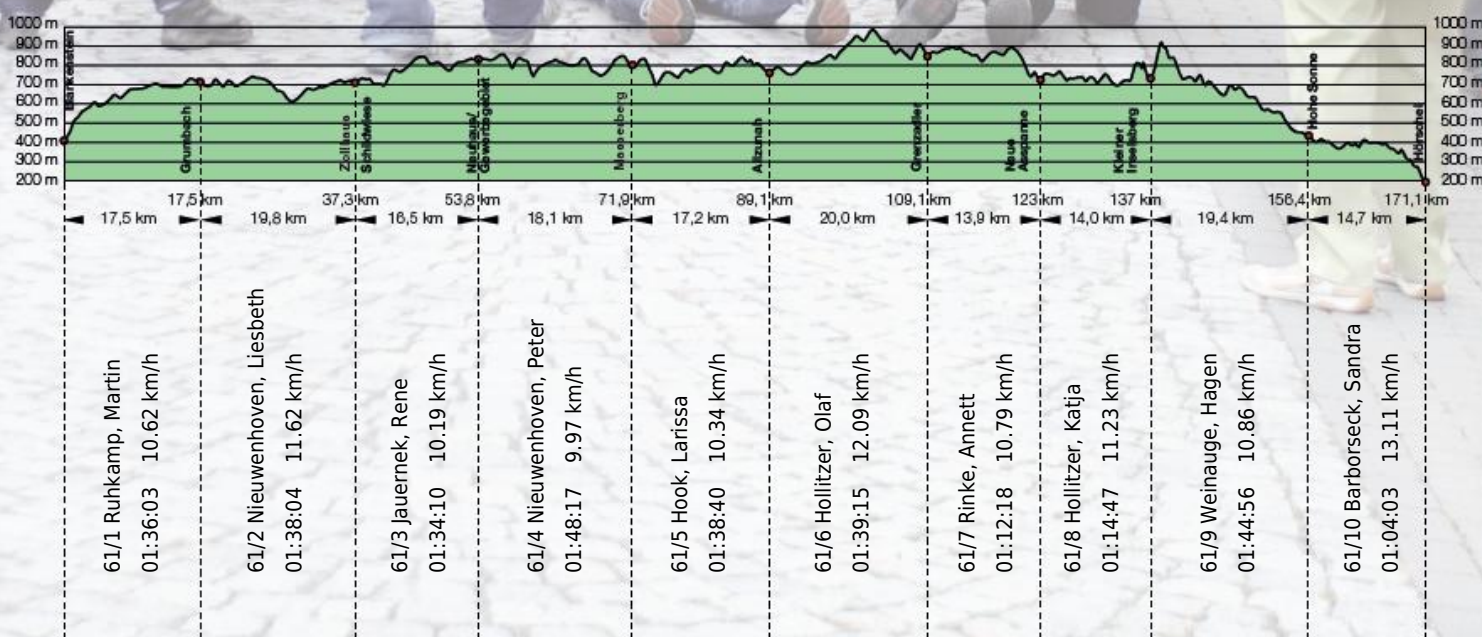 1000 m
900 m
800 m
700 m
600 m
500 m
400 m
300 m
200 m
1000 m
900 m
800 m
700 m
600 m
500 m
400 m
300 m
200 m
Blankenstein
Grumbach
Zollhaus
Schildwiese
Neuhaus/
Masserberg
Allzunah
Grenzadler
Neue
Ausspanne
Kleiner
Inselsberg
Hohe Sonne
Hörschel
17,5 km
37,3 km
53,8 km
71,9 km
89,1 km
109,1 km
123 km
137 km
156,4 km
171,1 km
17,5 km
19,8 km
16,5 km
18,1 km
17,2 km
20,0 km
13,9 km
14,0 km
19,4 km
14,7 km
61/1 Ruhkamp, Martin
01:36:03 10.62 km/h
61/2 Nieuwenhoven, Liesbeth
01:38:04 11.62 km/h
61/3 Jauernek, Rene
01:34:10 10.19 km/h
61/4 Nieuwenhoven, Peter
01:48:17 9.97 km/h
61/5 Hook, Larissa
01:38:40 10.34 km/h
61/6 Hollitzer, Olaf
01:39:15 12.09 km/h
61/7 Rinke, Annett
01:12:18 10.79 km/h
61/8 Hollitzer, Katja
01:14:47 11.23 km/h
61/9 Weinauge, Hagen
01:44:56 10.86 km/h
61/10 Barborseck, Sandra
01:04:03 13.11 km/h